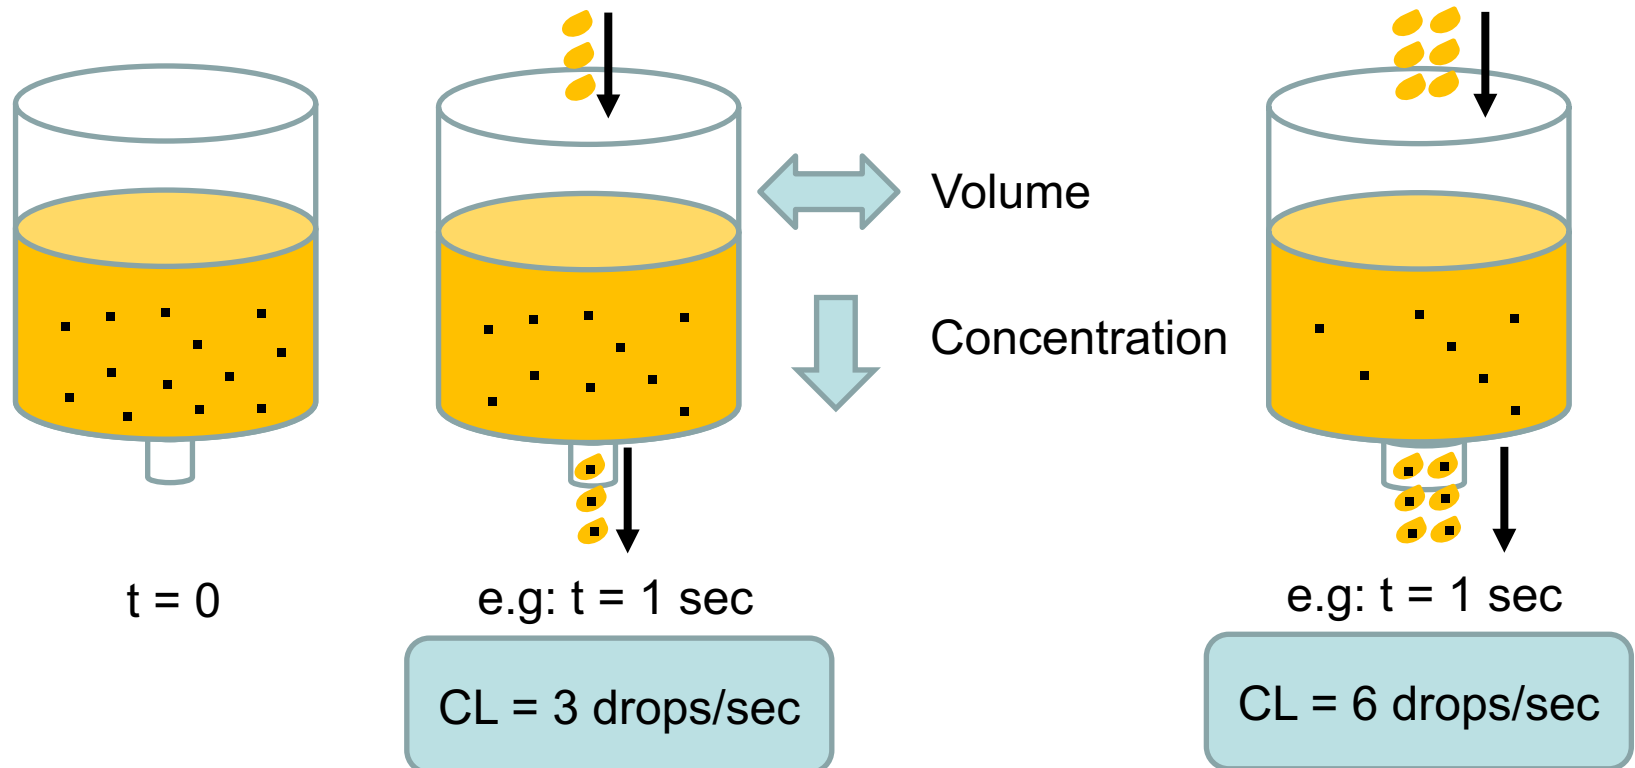 Volume
Concentration
t = 0
e.g: t = 1 sec
e.g: t = 1 sec
CL = 3 drops/sec
CL = 6 drops/sec